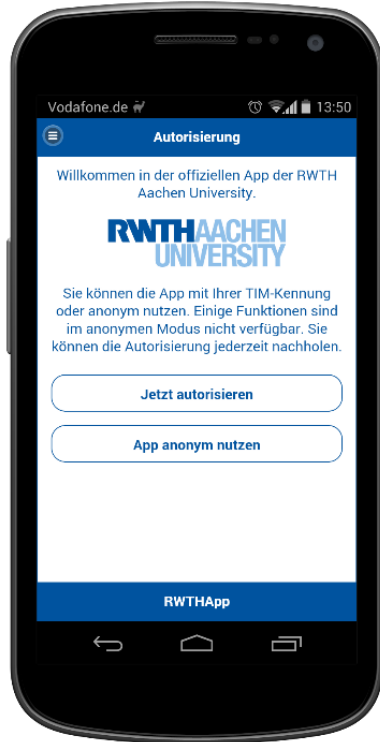 Vodafone.de 13:50
Autorisierung
Willkommen in der offiziellen App der RWTH
Aachen University.
RWTHAACHEN
UNIVERSITY
Sie können die App mit Ihrer TIM-Kennung
oder anonym nutzen. Einige Funktionen sind
im anonymen Modus nicht verfügbar. Sie
können die Autorisierung jederzeit nachholen.
Jetzt autorisieren
App anonym nutzen
RWTHApp